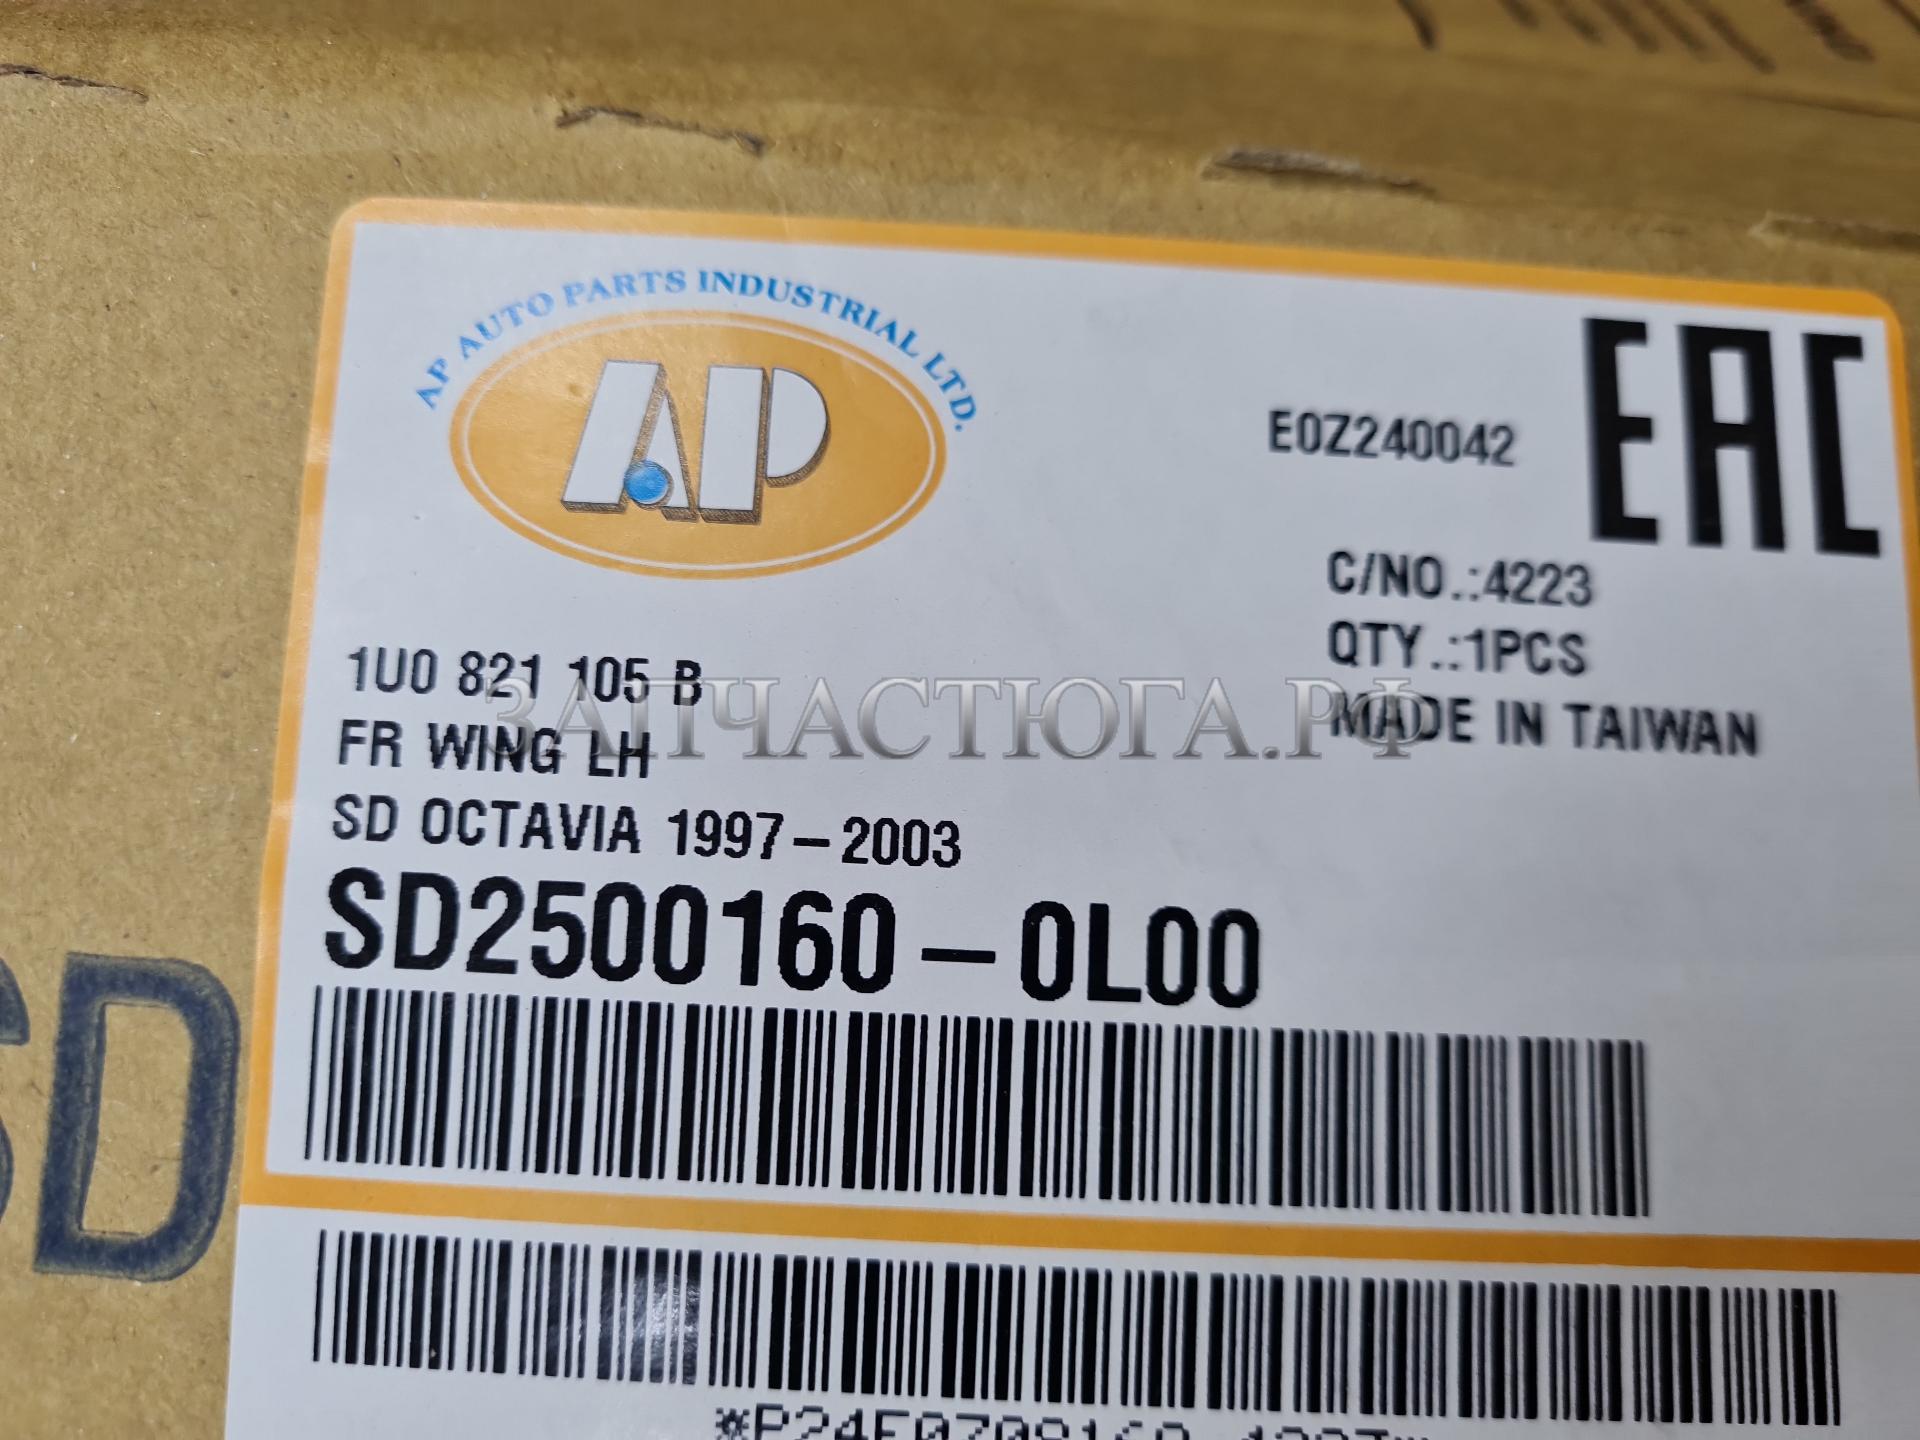 AP AUTO PARTS INDUSTRIAL LTD.
AP
E0Z240042
EAC
C/NO.:4223
QTY.:1PCS
MADE IN TAIWAN
1U0 821 105 B
FR WING LH
SD OCTAVIA 1997-2003
ЗАПЧАСТЮГА.РФ
SD2500160-0L00
SD